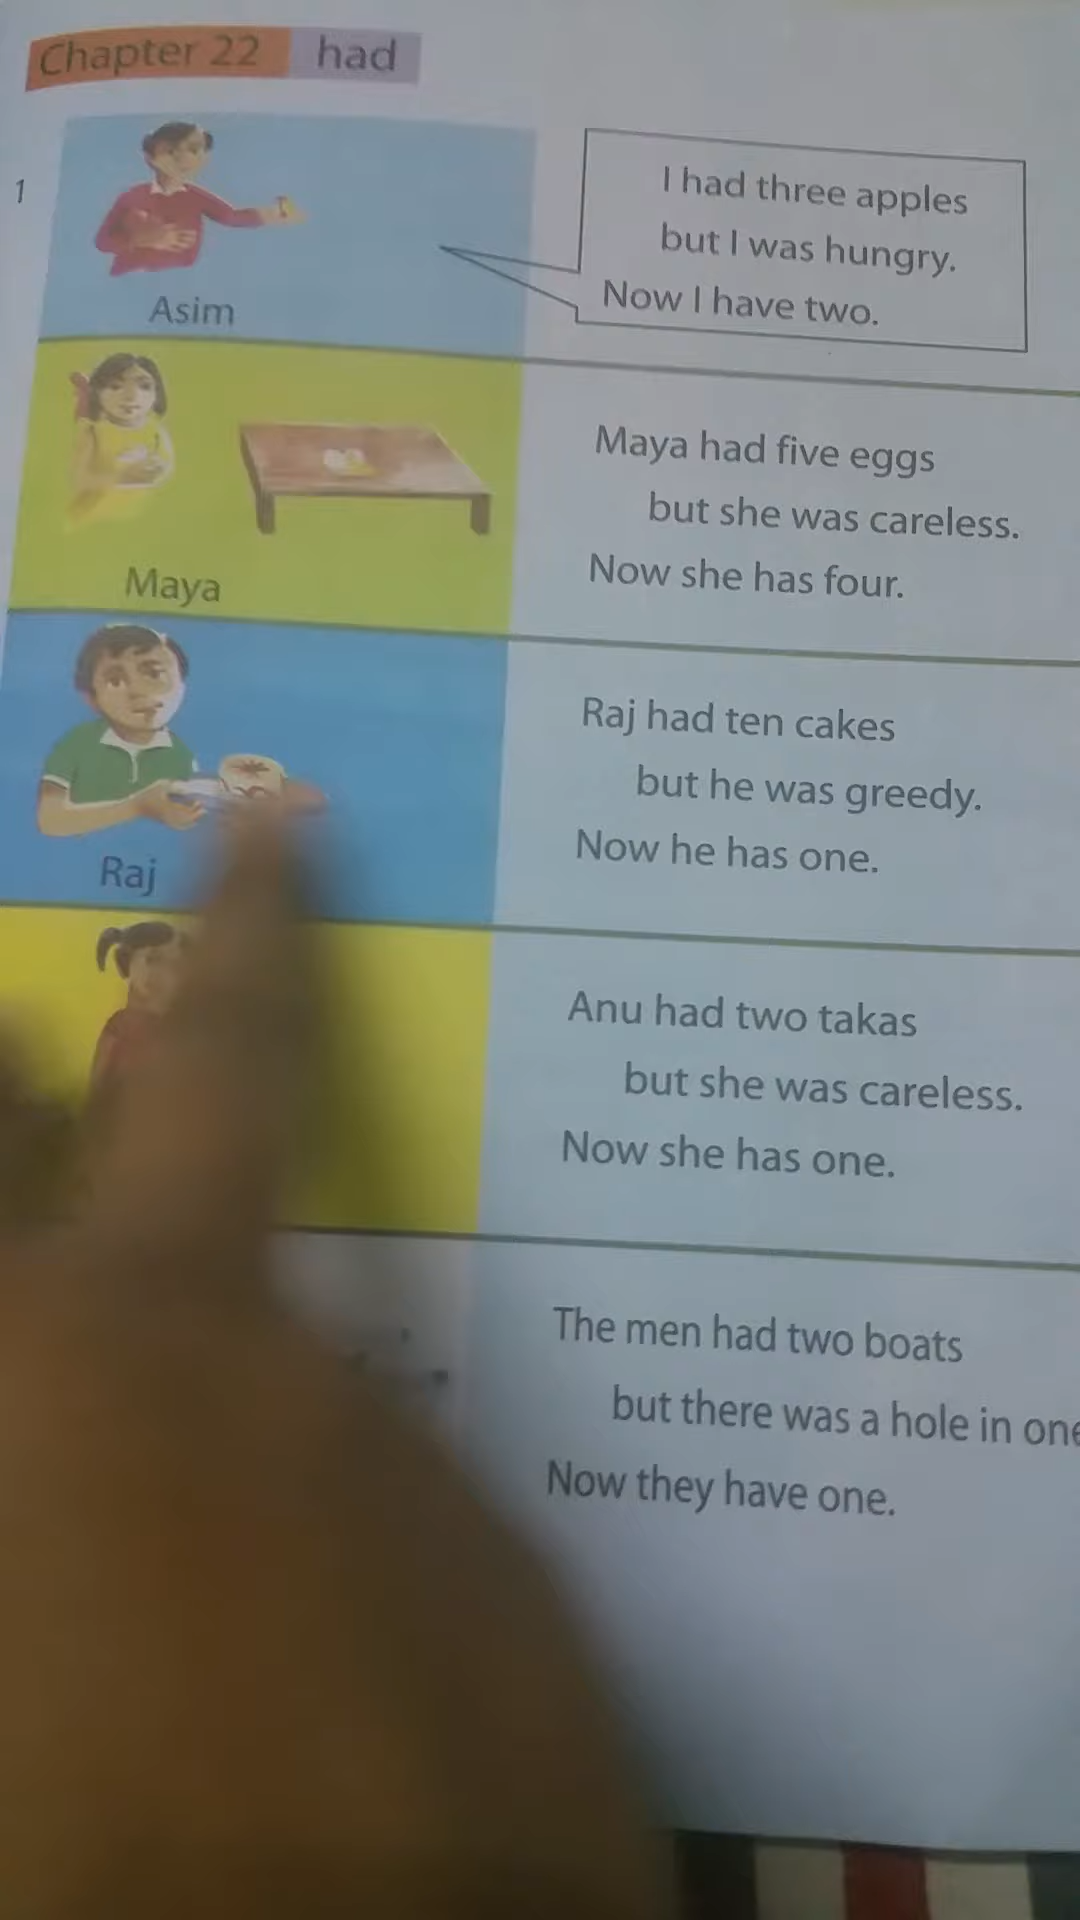 Chapter 22 had
1
I had three apples
but I was hungry.
Now I have two.
Asim
Maya had five eggs
but she was careless.
Now she has four.
Maya
Raj had ten cakes
but he was greedy.
Now he has one.
Raj
Anu had two takas
but she was careless.
Now she has one.
The men had two boats
but there was a hole in
Now they have one.